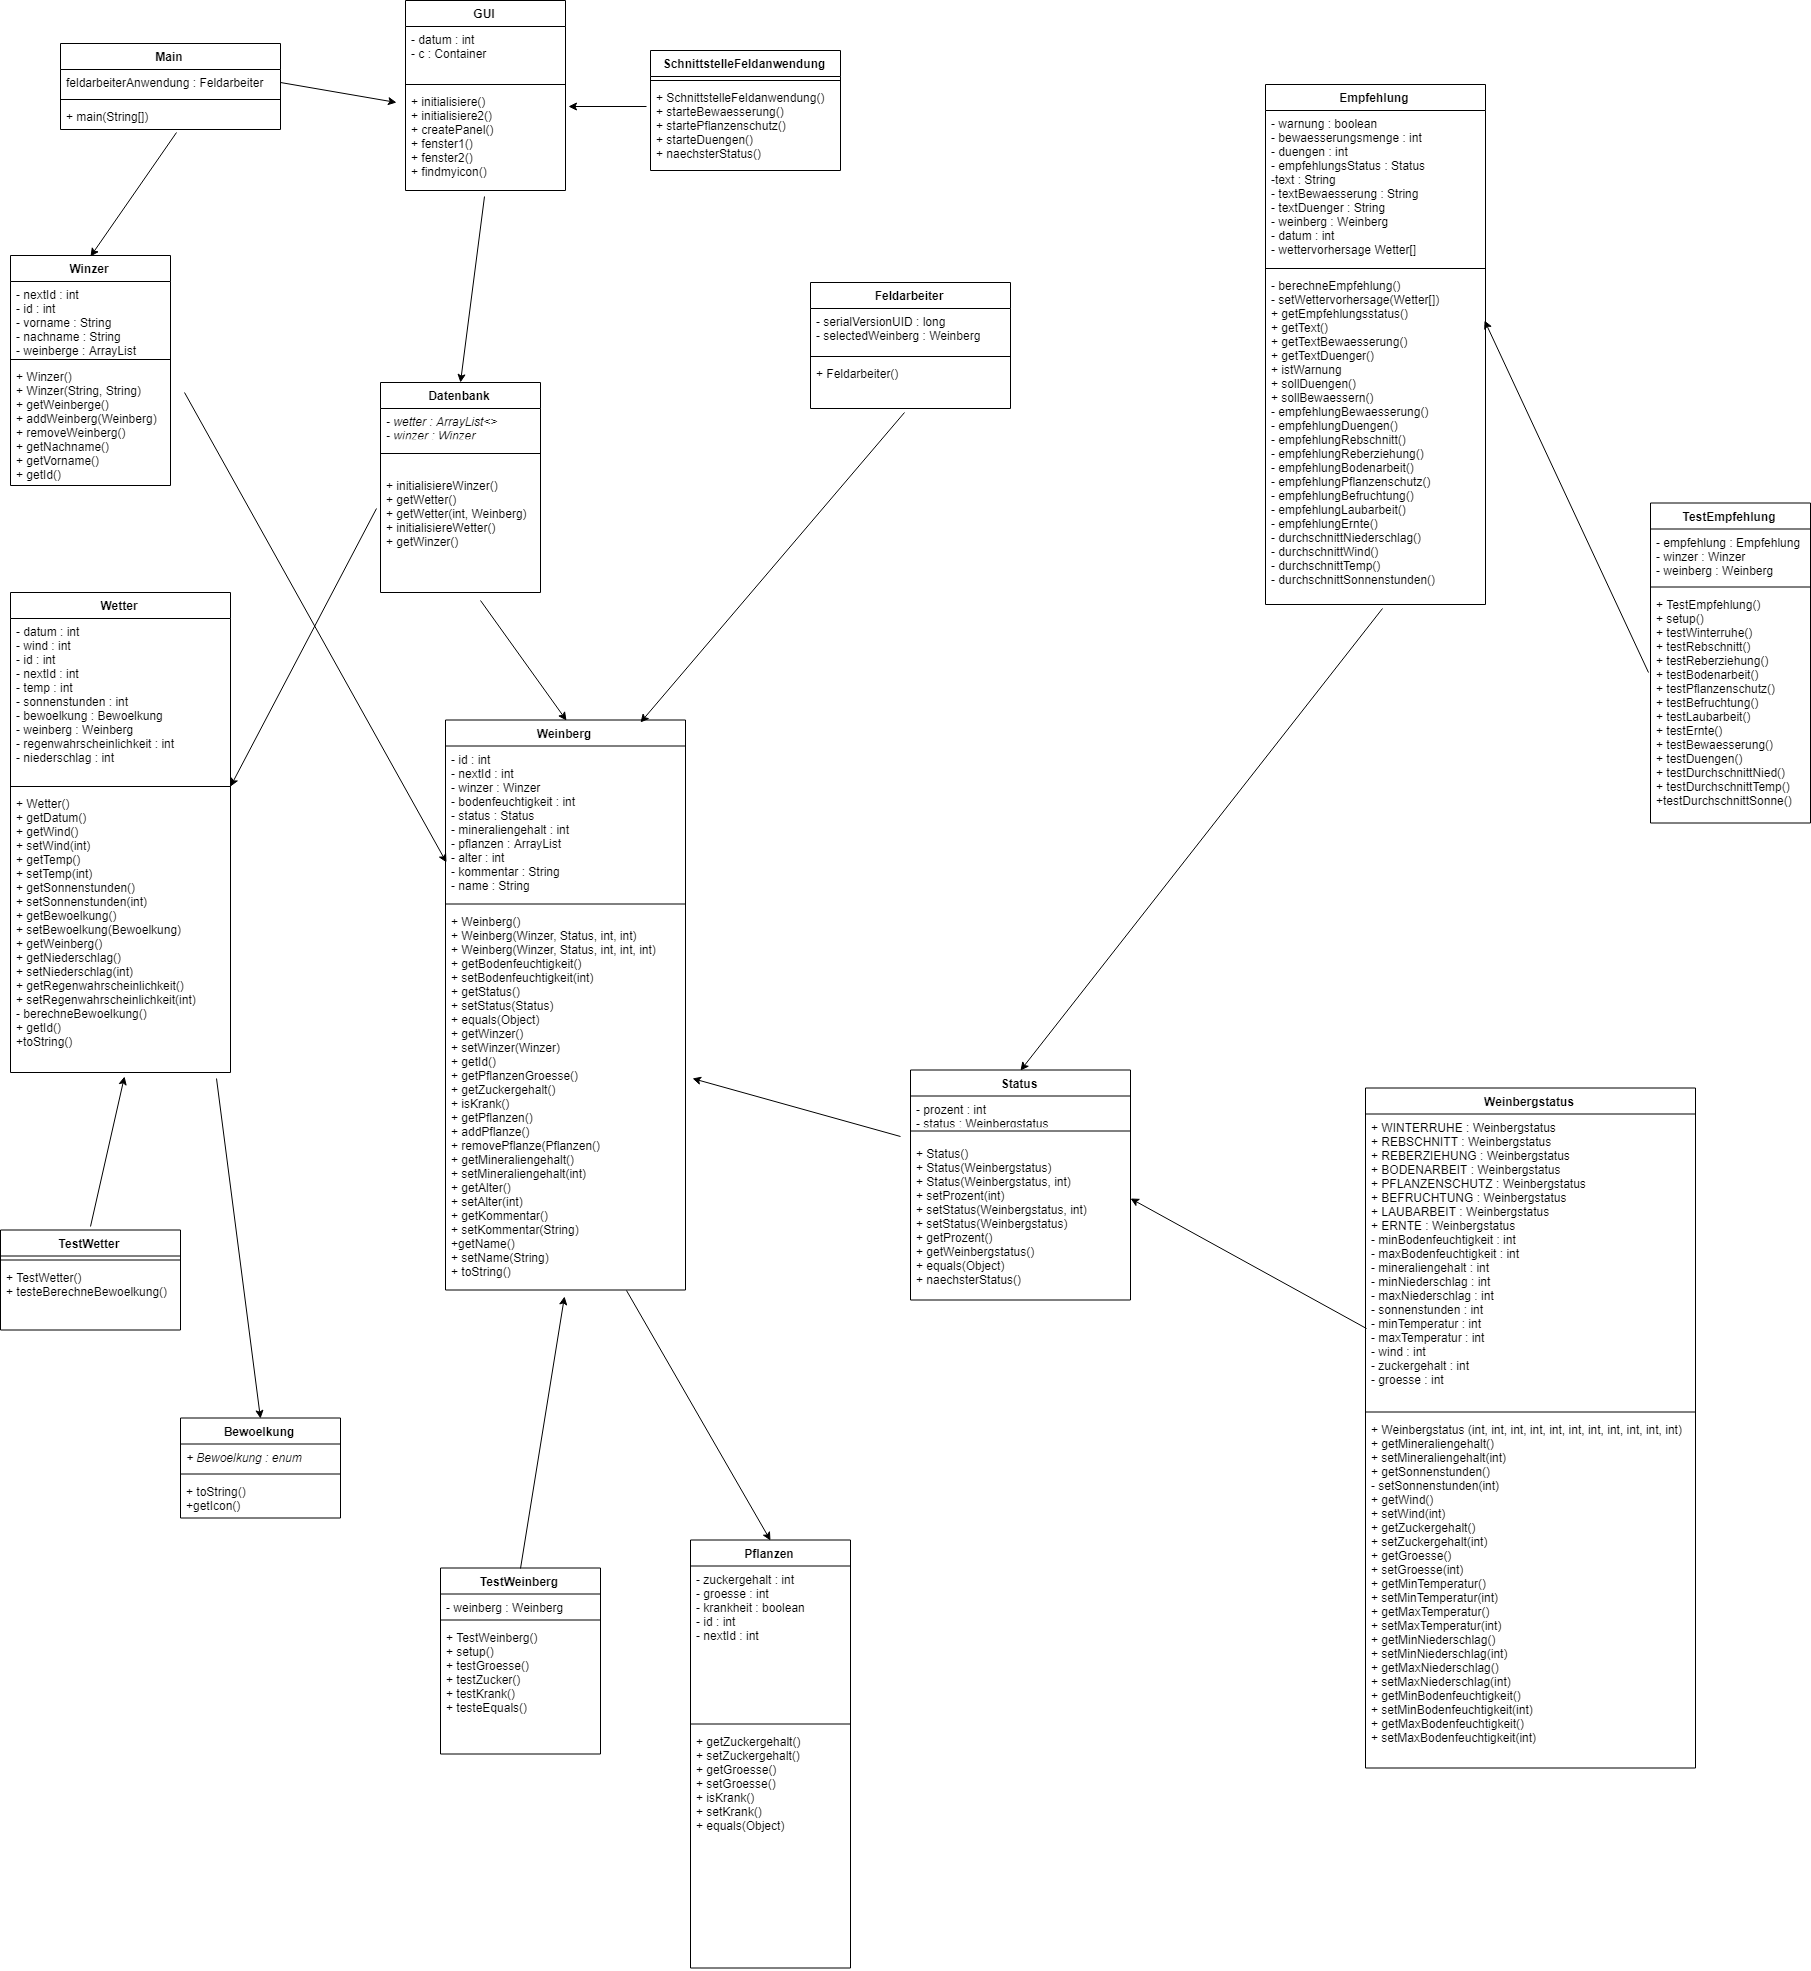 GUI
- datum : int
- c : Container
+ initialisiere()
+ initialisiere2()
+ createPanel()
+ fenster1()
+ fenster2()
+ findmyicon()
Main
feldarbeiterAnwendung : Feldarbeiter
+ main(String[])
SchnittstelleFeldanwendung
+ SchnittstelleFeldanwendung()
+ starteBewaesserung()
+ startePflanzenschutz()
+ starteDuengen()
+ naechsterStatus()
Empfehlung
- warnung : boolean
- bewaesserungsmenge : int
- duengen : int
- empfehlungsStatus : Status
-text : String
- textBewaesserung : String
- textDuenger : String
- weinberg : Weinberg
- datum : int
- wettervorhersage Wetter[]
- berechneEmpfehlung()
- setWettervorhersage(Wetter[])
+ getEmpfehlungsstatus()
+ getText()
+ getTextBewaesserung()
+ getTextDuenger()
+ istWarnung
+ sollDuengen()
+ sollBewaessern()
- empfehlungBewaesserung()
- empfehlungDuengen()
- empfehlungRebschnitt()
- empfehlungReberziehung()
- empfehlungBodenarbeit()
- empfehlungPflanzenschutz()
- empfehlungBefruchtung()
- empfehlungLaubarbeit()
- empfehlungErnte()
- durchschnittNiederschlag()
- durchschnittWind()
- durchschnittTemp()
- durchschnittSonnenstunden()
Winzer
- nextId : int
- id : int
- vorname : String
- nachname : String
- weinberge : ArrayList
+ Winzer()
+ Winzer(String, String)
+ getWeinberge()
+ addWeinberg(Weinberg)
+ removeWeinberg()
+ getNachname()
+ getVorname()
+ getId()
Feldarbeiter
- serialVersionUID : long
- selectedWeinberg : Weinberg
+ Feldarbeiter()
Datenbank
- wetter : ArrayList<>
- winzer : Winzer
+ initialisiereWinzer()
+ getWetter()
+ getWetter(int, Weinberg)
+ initialisiereWetter()
+ getWinzer()
TestEmpfehlung
- empfehlung : Empfehlung
- winzer : Winzer
- weinberg : Weinberg
+ TestEmpfehlung()
+ setup()
+ testWinterruhe()
+ testRebschnitt()
+ testReberziehung()
+ testBodenarbeit()
+ testPflanzenschutz()
+ testBefruchtung()
+ testLaubarbeit()
+ testErnte()
+ testBewaesserung()
+ testDuengen()
+ testDurchschnittNied()
+ testDurchschnittTemp()
+testDurchschnittSonne()
Wetter
- datum : int
- wind : int
- id : int
- nextId : int
- temp : int
- sonnenstunden : int
- bewoelkung : Bewoelkung
- weinberg : Weinberg
- regenwahrscheinlichkeit : int
- niederschlag : int
+ Wetter()
+ getDatum()
+ getWind()
+ setWind(int)
+ getTemp()
+ setTemp(int)
+ getSonnenstunden()
+ setSonnenstunden(int)
+ getBewoelkung()
+ setBewoelkung(Bewoelkung)
+ getWeinberg()
+ getNiederschlag()
+ setNiederschlag(int)
+ getRegenwahrscheinlichkeit()
+ setRegenwahrscheinlichkeit(int)
- berechneBewoelkung()
+ getId()
+toString()
Weinberg
- id : int
- nextId : int
- winzer : Winzer
- bodenfeuchtigkeit : int
- status : Status
- mineraliengehalt : int
- pflanzen : ArrayList
- alter : int
- kommentar : String
- name : String
+ Weinberg()
+ Weinberg(Winzer, Status, int, int)
+ Weinberg(Winzer, Status, int, int, int)
+ getBodenfeuchtigkeit()
+ setBodenfeuchtigkeit(int)
+ getStatus()
+ setStatus(Status)
+ equals(Object)
+ getWinzer()
+ setWinzer(Winzer)
+ getId()
+ getPflanzenGroesse()
+ getZuckergehalt()
+ isKrank()
+ getPflanzen()
+ addPflanze()
+ removePflanze(Pflanzen()
+ getMineraliengehalt()
+ setMineraliengehalt(int)
+ getAlter()
+ setAlter(int)
+ getKommentar()
+ setKommentar(String)
+getName()
+ setName(String)
+ toString()
Status
- prozent : int
- status : Weinbergstatus
+ Status()
+ Status(Weinbergstatus)
+ Status(Weinbergstatus, int)
+ setProzent(int)
+ setStatus(Weinbergstatus, int)
+ setStatus(Weinbergstatus)
+ getProzent()
+ getWeinbergstatus()
+ equals(Object)
+ naechsterStatus()
Weinbergstatus
+ WINTERRUHE : Weinbergstatus
+ REBSCHNITT : Weinbergstatus
+ REBERZIEHUNG : Weinbergstatus
+ BODENARBEIT : Weinbergstatus
+ PFLANZENSCHUTZ : Weinbergstatus
+ BEFRUCHTUNG : Weinbergstatus
+ LAUBARBEIT : Weinbergstatus
+ ERNTE : Weinbergstatus
- minBodenfeuchtigkeit : int
- maxBodenfeuchtigkeit : int
- mineraliengehalt : int
- minNiederschlag : int
- maxNiederschlag : int
- sonnenstunden : int
- minTemperatur : int
- maxTemperatur : int
- wind : int
- zuckergehalt : int
- groesse : int
+ Weinbergstatus (int, int, int, int, int, int, int, int, int, int, int)
+ getMineraliengehalt()
+ setMineraliengehalt(int)
+ getSonnenstunden()
- setSonnenstunden(int)
+ getWind()
+ setWind(int)
+ getZuckergehalt()
+ setZuckergehalt(int)
+ getGroesse()
+ setGroesse(int)
+ getMinTemperatur()
+ setMinTemperatur(int)
+ getMaxTemperatur()
+ setMaxTemperatur(int)
+ getMinNiederschlag()
+ setMinNiederschlag(int)
+ getMaxNiederschlag()
+ setMaxNiederschlag(int)
+ getMinBodenfeuchtigkeit()
+ setMinBodenfeuchtigkeit(int)
+ getMaxBodenfeuchtigkeit()
+ setMaxBodenfeuchtigkeit(int)
TestWetter
+ TestWetter()
+ testeBerechneBewoelkung()
Bewoelkung
+ Bewoelkung : enum
+ toString()
+getIcon()
TestWeinberg
- weinberg : Weinberg
+ TestWeinberg()
+ setup()
+ testGroesse()
+ testZucker()
+ testKrank()
+ testeEquals()
Pflanzen
- zuckergehalt : int
- groesse : int
- krankheit : boolean
- id : int
- nextId : int
+ getZuckergehalt()
+ setZuckergehalt()
+ getGroesse()
+ setGroesse()
+ isKrank()
+ setKrank()
+ equals(Object)